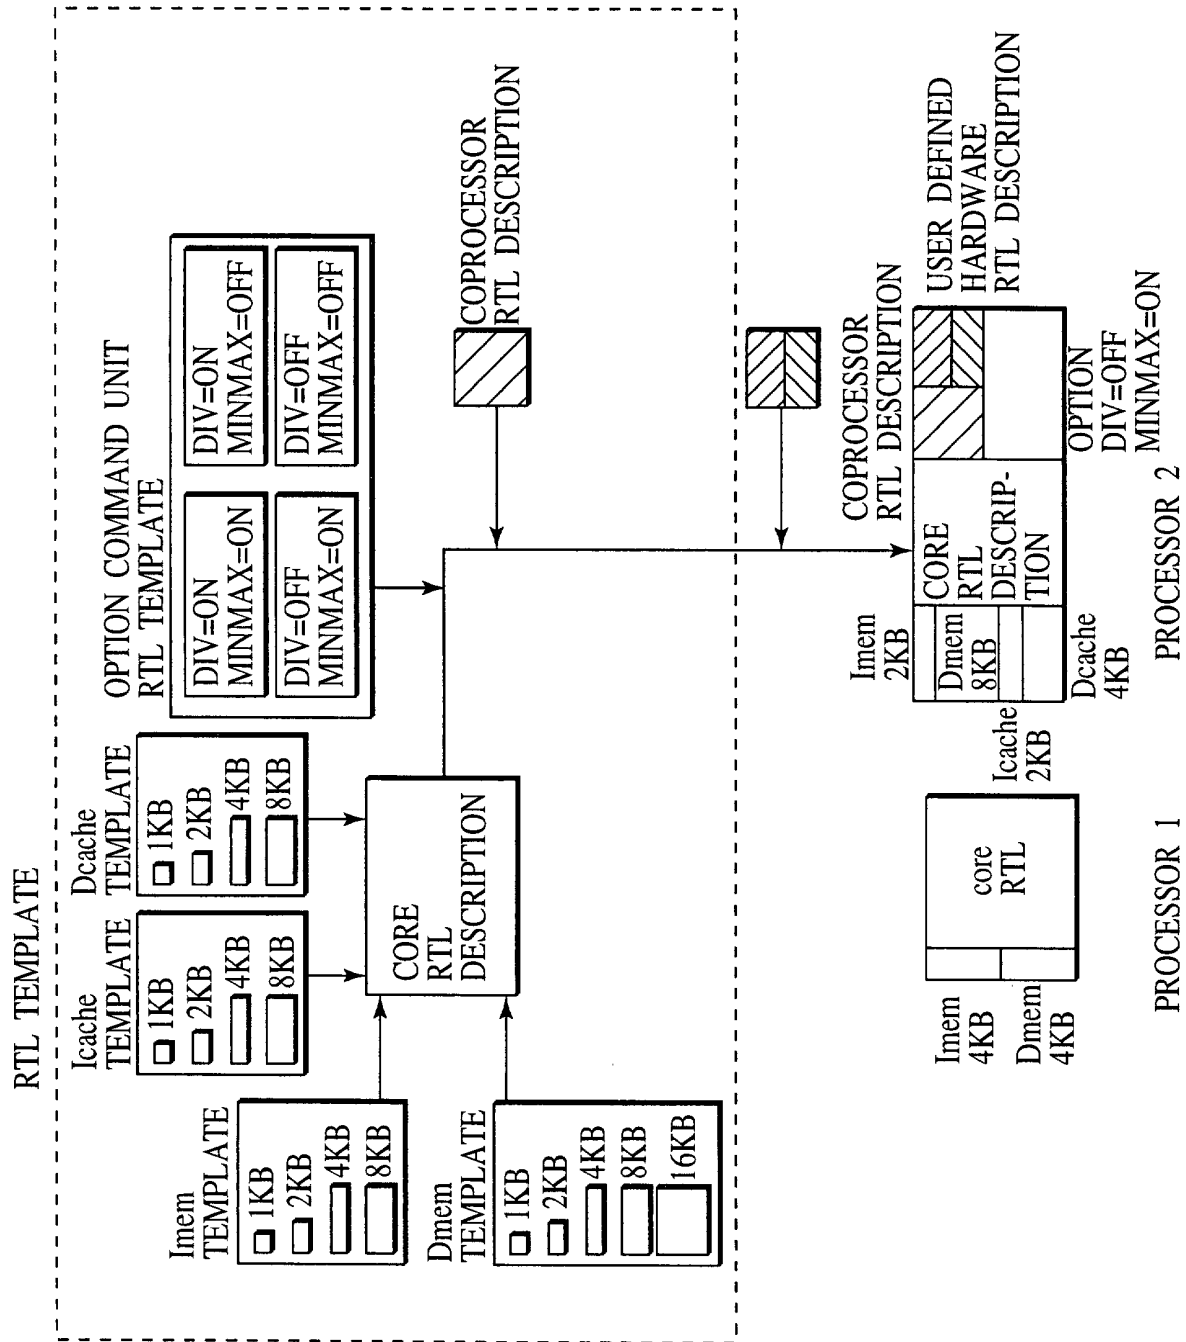 RTL TEMPLATE
Imem
TEMPLATE
1KB
2KB
4KB
8KB
Dmem
TEMPLATE
1KB
2KB
4KB
8KB
16KB
Icache
TEMPLATE
1KB
2KB
4KB
8KB
Dcache
TEMPLATE
1KB
2KB
4KB
8KB
CORE
RTL
DESCRIPTION
OPTION COMMAND UNIT
RTL TEMPLATE
DIV=ON
MINMAX=ON
DIV=ON
MINMAX=OFF
DIV=OFF
MINMAX=ON
DIV=OFF
MINMAX=OFF
COPROCESSOR
RTL DESCRIPTION
Imem
4KB
Dmem
4KB
core
RTL
PROCESSOR 1
Imem
2KB
Dmem
8KB
Icache
2KB
Dcache
4KB
CORE
RTL
DESCRIP-
TION
COPROCESSOR
RTL DESCRIPTION
USER DEFINED
HARDWARE
RTL DESCRIPTION
OPTION
DIV=OFF
MINMAX=ON
PROCESSOR 2